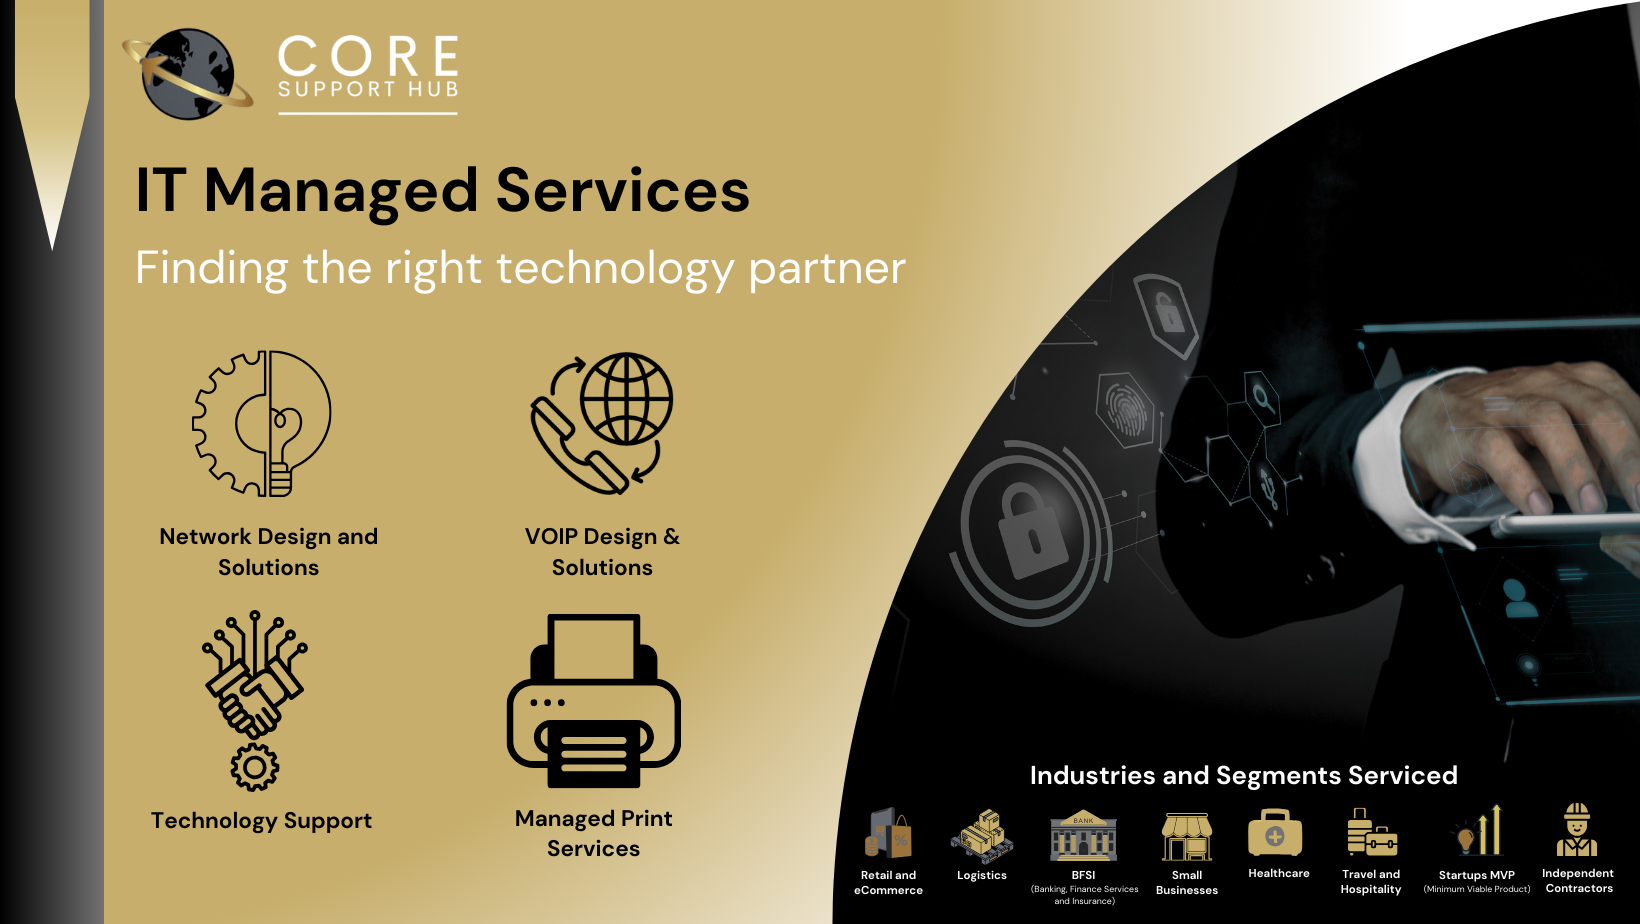 CORE
SUPPORT HUB
IT Managed Services
Finding the right technology partner
Network Design and
Solutions
VOIP Design &
Solutions
Technology Support
Managed Print
Services
Industries and Segments Serviced
%
BANK
Retail and
eCommerce
Logistics
BFSI
(Banking, Finance Services
and Insurance)
Small
Businesses
Healthcare
Travel and
Hospitality
Startups MVP
(Minimum Viable Product)
Independent
Contractors